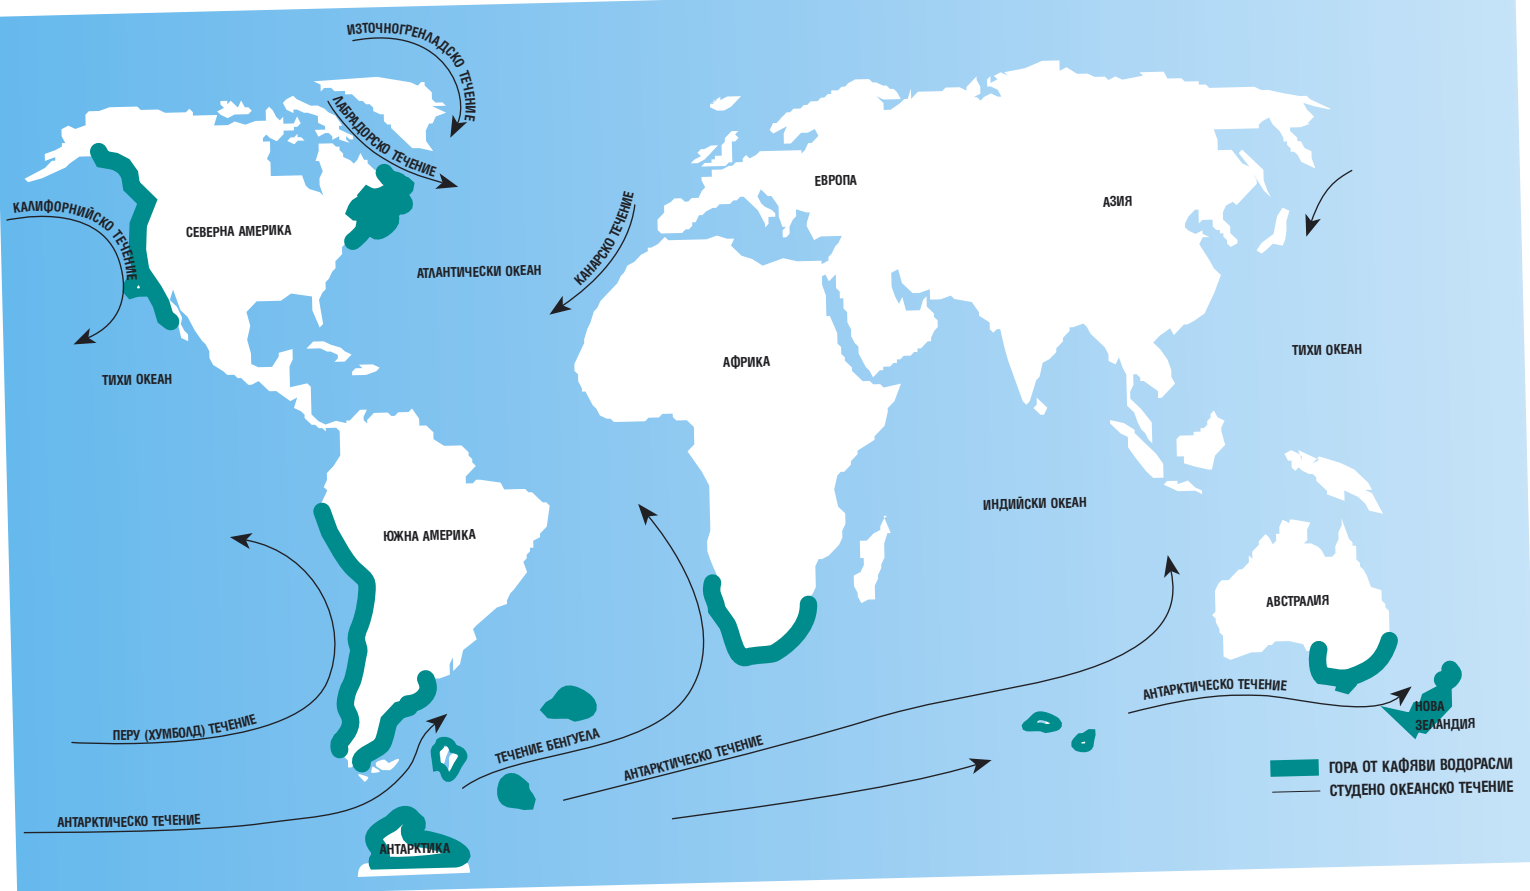 ИЗТОЧНОГРЕНЛАДСКО ТЕЧЕНИЕ
ЛАБРАДОРСКО ТЕЧЕНИЕ
КАЛИФОРНИЙСКО ТЕЧЕНИЕ
СЕВЕРНА АМЕРИКА
КАНАРСКО ТЕЧЕНИЕ
ЕВРОПА
АЗИЯ
АТЛАНТИЧЕСКИ ОКЕАН
ТИХИ ОКЕАН
АФРИКА
ТИХИ ОКЕАН
ИНДИЙСКИ ОКЕАН
ЮЖНА АМЕРИКА
АВСТРАЛИЯ
ПЕРУ (ХУМБОЛД) ТЕЧЕНИЕ
ТЕЧЕНИЕ БЕНГУЕЛА
АНТАРКТИЧЕСКО ТЕЧЕНИЕ
АНТАРКТИЧЕСКО ТЕЧЕНИЕ
НОВА
ЗЕЛАНДИЯ
АНТАРКТИЧЕСКО ТЕЧЕНИЕ
АНТАРКТИКА
ГОРА ОТ КАФЯВИ ВОДОРАСЛИ
СТУДЕНО ОКЕАНСКО ТЕЧЕНИЕ